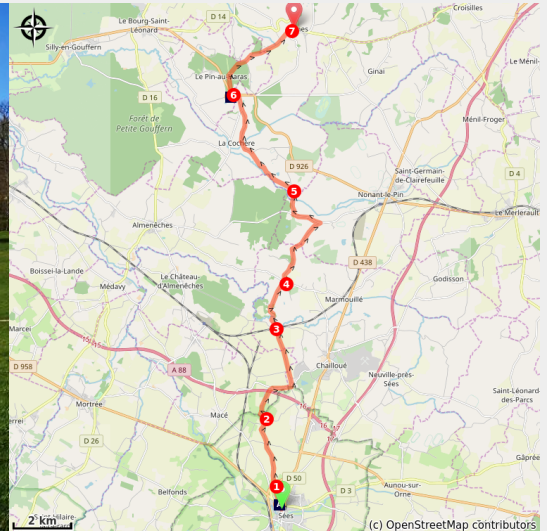 Croisilles
D 14
Le Bourg-Saint-
Léonard
7
es
Silly-en-Gouffern
Le Pin-au-Haras
Ginai
Le Ménil-
D 16
6
Forêt de
Petite Gouffern
Ménil-Froger
La Cochère
D 926
Saint-Germain-
de-Clairefeuille
D 4
5
Nonant-le-Pin
Le Merlerault
Almenêches
D 438
Boissei-la-Lande
Le Château-
d'Almenêches
4
Godisson
Médavy
Marmouillé
Marcei
3
D 958
A 88
Chailloué
Neuville-près-
Sées
Saint-Léonard-
des-Parcs
Mortrée
Macé
2
D 26
Gâprée
D 50
D 3
1
Belfonds
Aunou-sur-
Orne
Sées
2 km
(c) OpenStreetMap contributors